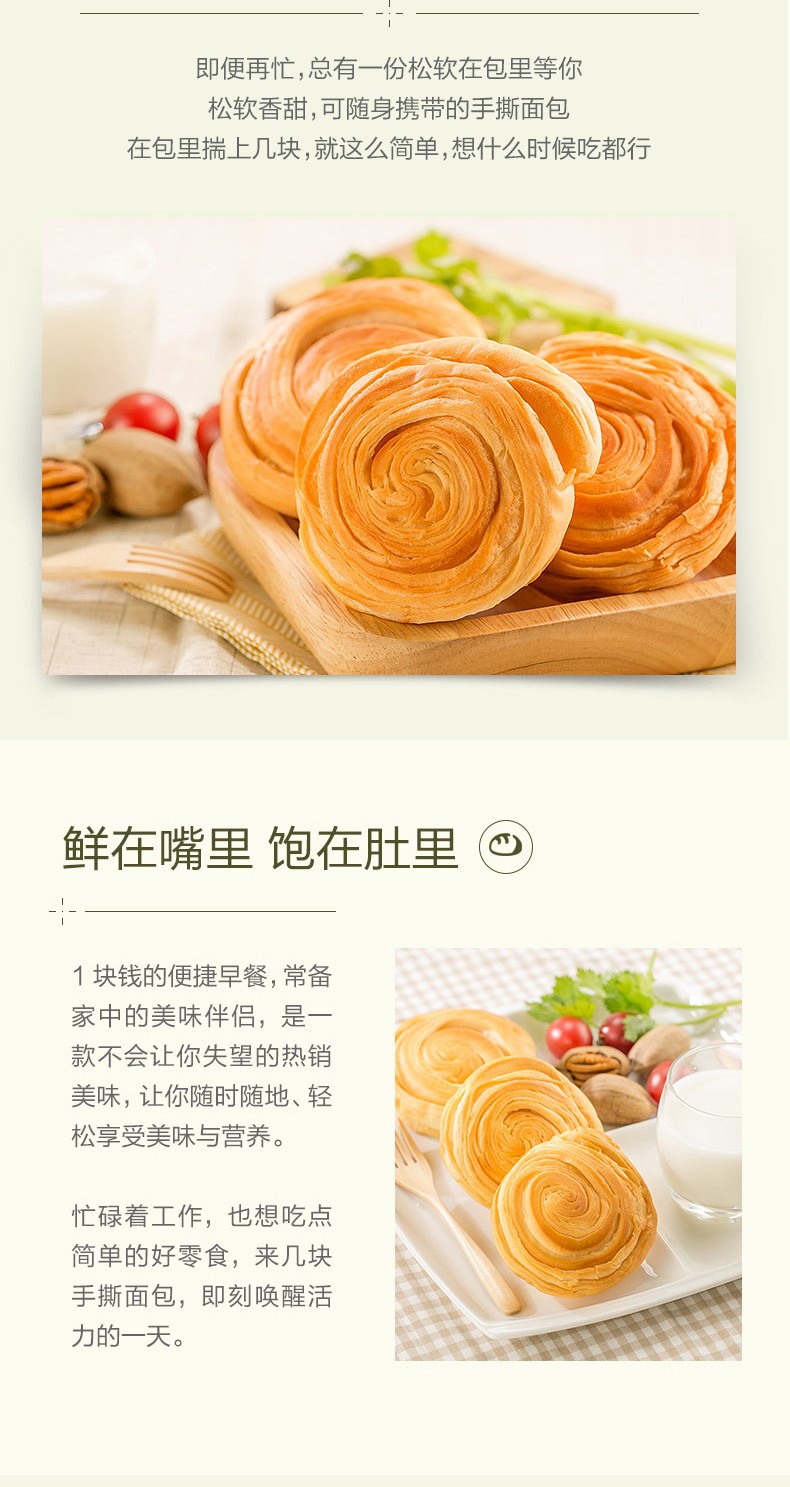 即便再忙,总有一份松软在包里等你
松软香甜,可随身携带的手撕面包
在包里揣上几块,就这么简单,想什么时候吃都行
鲜在嘴里 饱在肚里
1 块钱的便捷早餐,常备
家中的美味伴侣，是一
款不会让你失望的热销
美味,让你随时随地、轻
松享受美味与营养。
忙碌着工作，也想吃点
简单的好零食，来几块
手撕面包，即刻唤醒活
力的一天。